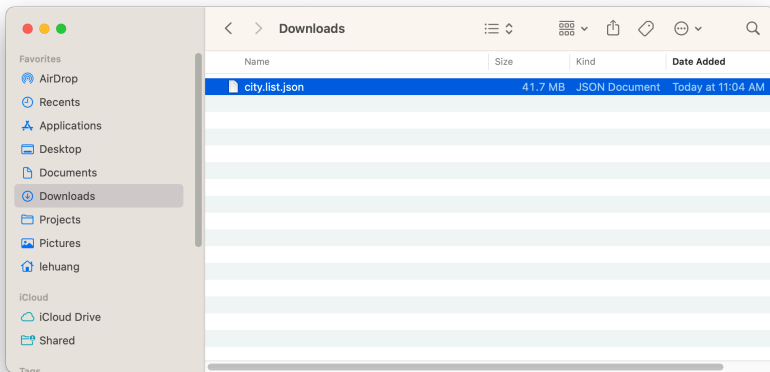 Downloads
Favorites
AirDrop
Recents
Applications
Desktop
Documents
Downloads
Projects
Pictures
lehuang
iCloud
iCloud Drive
Shared
Tags
Name Size Kind Date Added
city.list.json 41.7 MB JSON Document Today at 11:04 AM